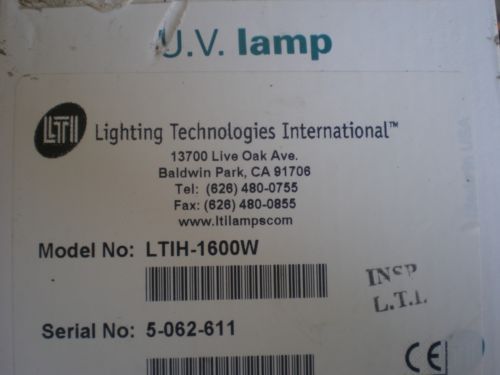 U.V. lamp
LTI Lighting Technologies International™
13700 Live Oak Ave.
Baldwin Park, CA 91706
Tel: (626) 480-0755
Fax: (626) 480-0855
www.ltilampscom
Model No: LTIH-1600W
INSP
L.T.I.
Serial No: 5-062-611
CE